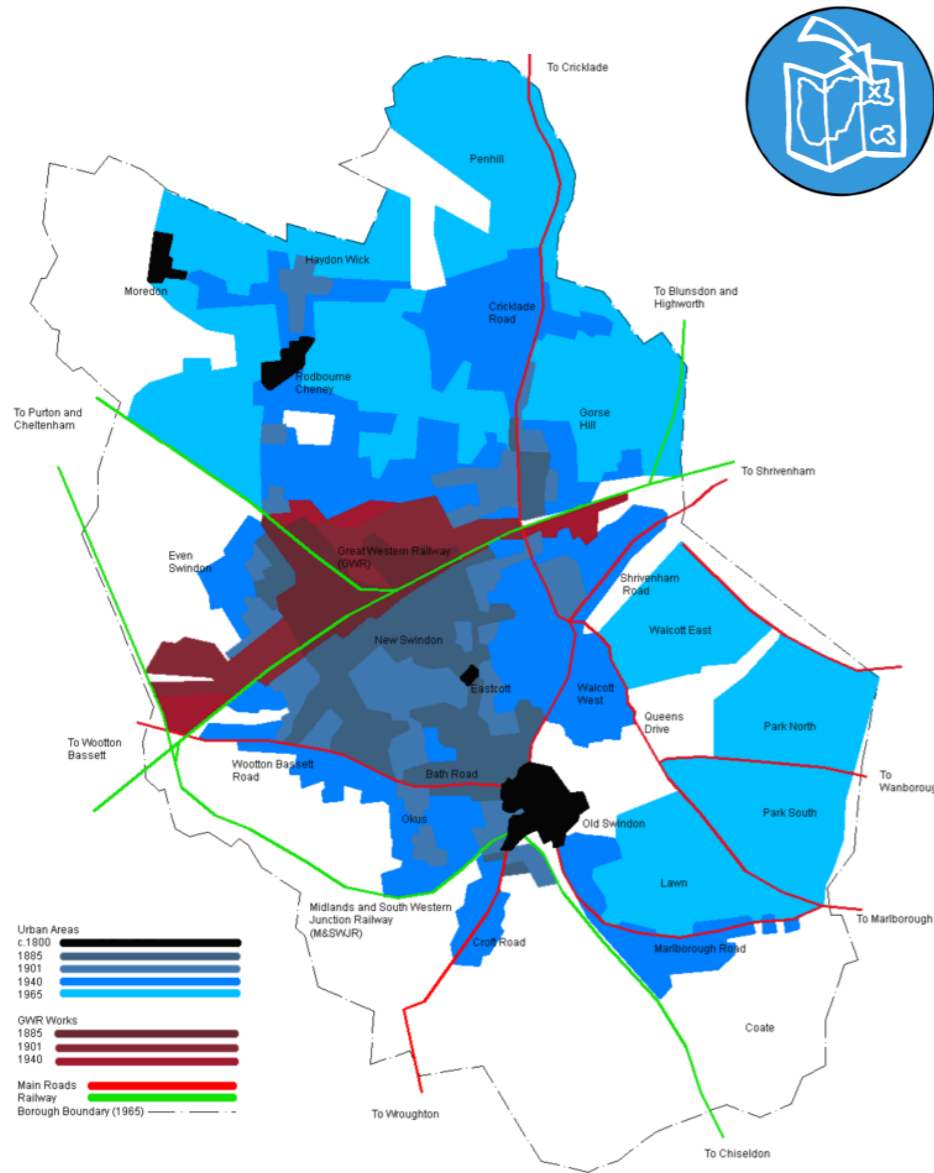 To Cricklade
Penhill
Haydon Wick
Moredon
To Blunsdon and
Highworth
Cricklade
Road
Rodbourne
Cheney
To Purton and
Cheltenham
Gorse
Hill
To Shrivenham
Even
Swindon
Great Western Railway
(GWR)
Shrivenham
Road
Walcott East
New Swindon
Eastcott
Walcott
West
Queens
Drive
Park North
To Wootton
Bassett
Wootton Bassett
Road
Bath Road
To
Wanboroug
Park South
Okus
Old Swindon
Lawn
Midlands and South Western
Junction Railway
(M&SWJR)
To Marlborough
Croft Road
Marlborough Road
Coate
Urban Areas
c.1800
1885
1901
1940
1965
GWR Works
1885
1901
1940
Main Roads
Railway
Borough Boundary (1965)
To Wroughton
To Chiseldon